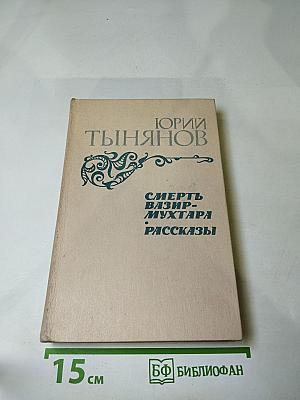 ЮРИЙ
ТЫНЯНОВ
СМЕРТЬ
ВАЗИР-
МУХТАРА
•
РАССКАЗЫ
15 см
БФ БИБЛИОФАН